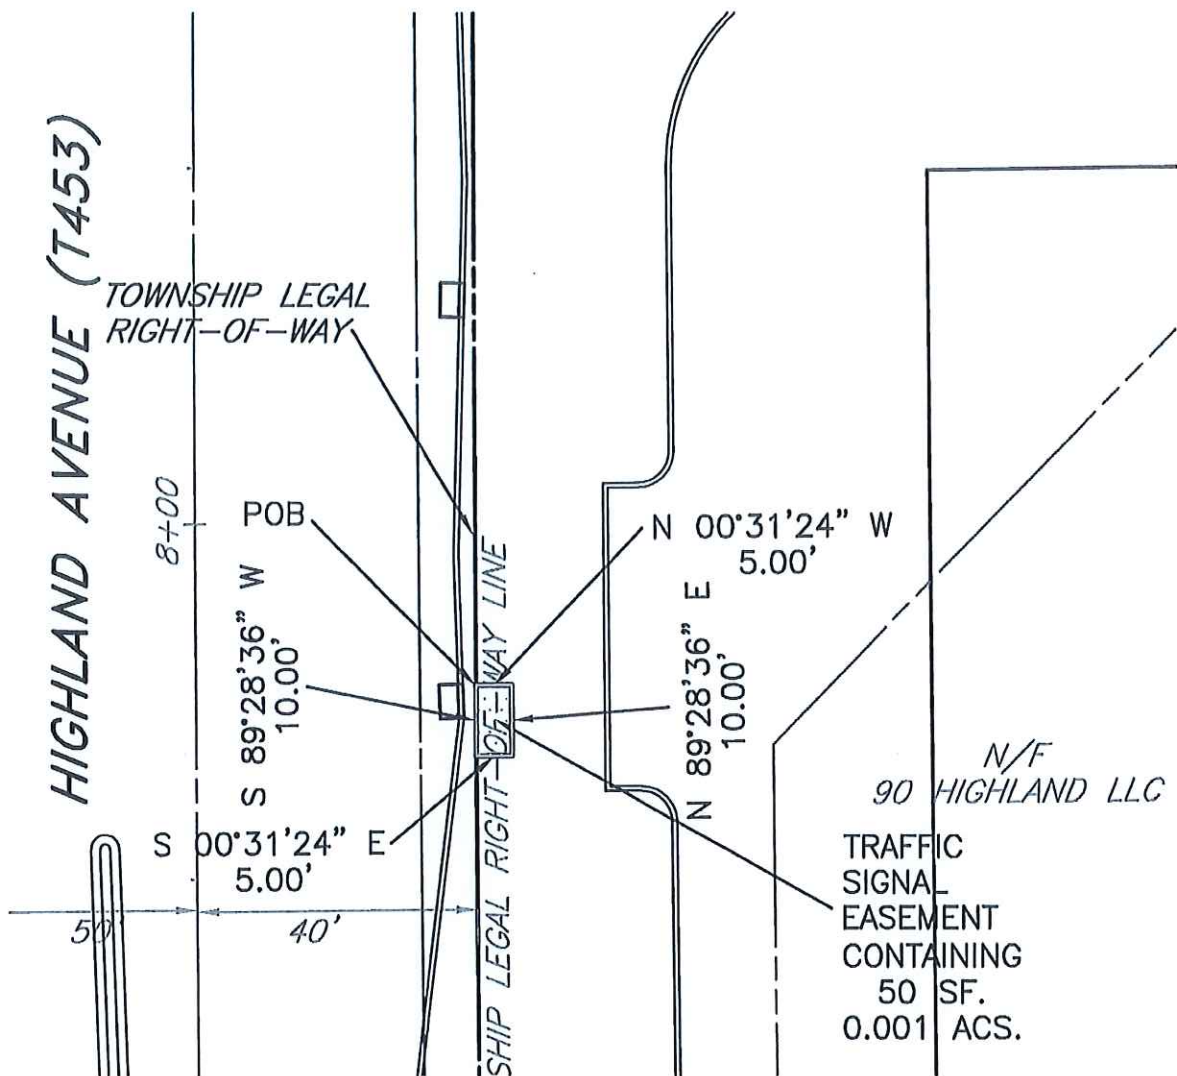 HIGHLAND AVENUE (T453)
TOWNSHIP LEGAL
RIGHT-OF-WAY
8+00
POB
N 00°31'24" W
5.00'
S 89°28'36" W
10.00'
N 89°28'36" E
10.00'
S 00°31'24" E
5.00'
50'
40'
SHIP LEGAL RIGHT-OF-WAY LINE
N/F
90 HIGHLAND LLC
TRAFFIC
SIGNAL
EASEMENT
CONTAINING
50 SF.
0.001 ACS.